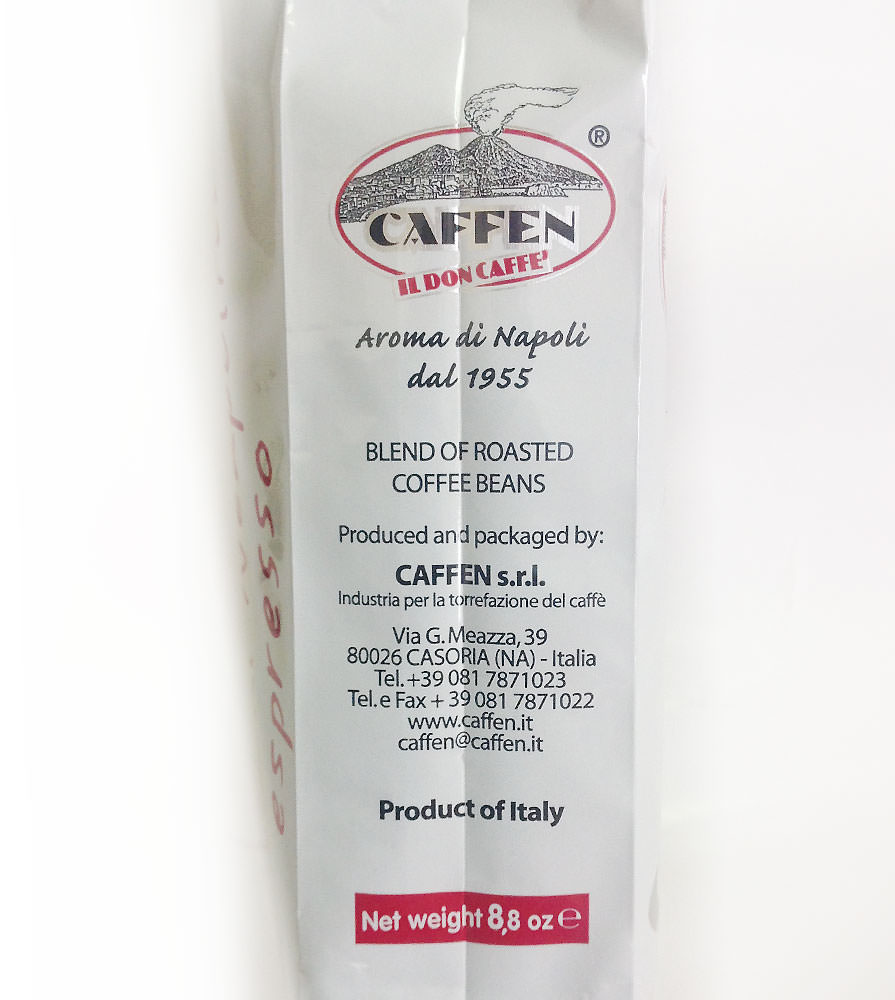 ®
CAFFEN
IL DON CAFFE'
Aroma di Napoli
dal 1955
BLEND OF ROASTED
COFFEE BEANS
Produced and packaged by:
CAFFEN s.r.l.
Industria per la torrefazione del caffè
Via G. Meazza, 39
80026 CASORIA (NA) - Italia
Tel. +39 081 7871023
Tel. e Fax + 39 081 7871022
www.caffen.it
caffen@caffen.it
Product of Italy
Net weight 8,8 oz ℮
espresso